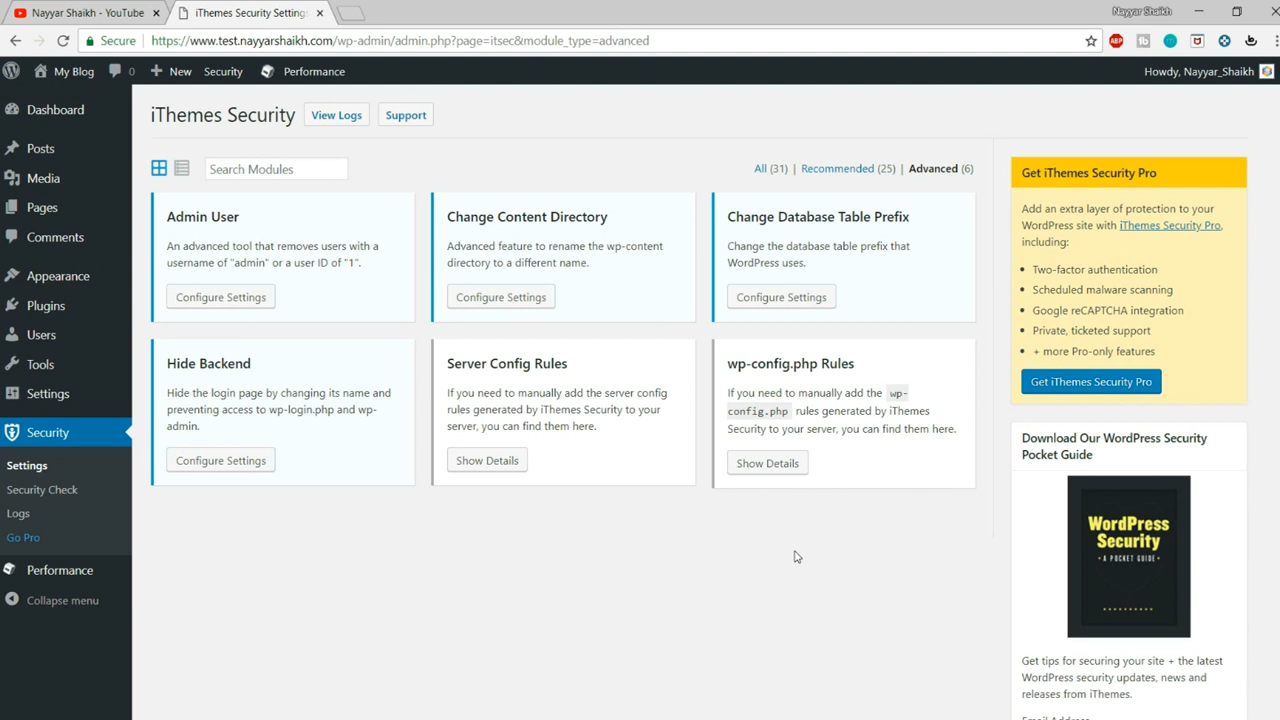 Nayyar Shaikh - YouTube
iThemes Security Setting
Nayyar Shaikh
Secure
https://www.test.nayyarshaikh.com/wp-admin/admin.php?page=itsec&module_type=advanced
ABP
My Blog
0
New
Security
Performance
Howdy, Nayyar_Shaikh
Dashboard
Posts
Media
Pages
Comments
Appearance
Plugins
Users
Tools
Settings
Security
Settings
Security Check
Logs
Go Pro
Performance
Collapse menu
iThemes Security
View Logs
Support
Search Modules
All (31) | Recommended (25) | Advanced (6)
Admin User
An advanced tool that removes users with a
username of "admin" or a user ID of "1".
Configure Settings
Change Content Directory
Advanced feature to rename the wp-content
directory to a different name.
Configure Settings
Change Database Table Prefix
Change the database table prefix that
WordPress uses.
Configure Settings
Hide Backend
Hide the login page by changing its name and
preventing access to wp-login.php and wp-
admin.
Configure Settings
Server Config Rules
If you need to manually add the server config
rules generated by iThemes Security to your
server, you can find them here.
Show Details
wp-config.php Rules
If you need to manually add the wp-
config.php rules generated by iThemes
Security to your server, you can find them here.
Show Details
Get iThemes Security Pro
Add an extra layer of protection to your
WordPress site with iThemes Security Pro,
including:
• Two-factor authentication
• Scheduled malware scanning
• Google reCAPTCHA integration
• Private, ticketed support
• + more Pro-only features
Get iThemes Security Pro
Download Our WordPress Security
Pocket Guide
WordPress
Security
• A POCKET GUIDE •
Get tips for securing your site + the latest
WordPress security updates, news and
releases from iThemes.
Email Address